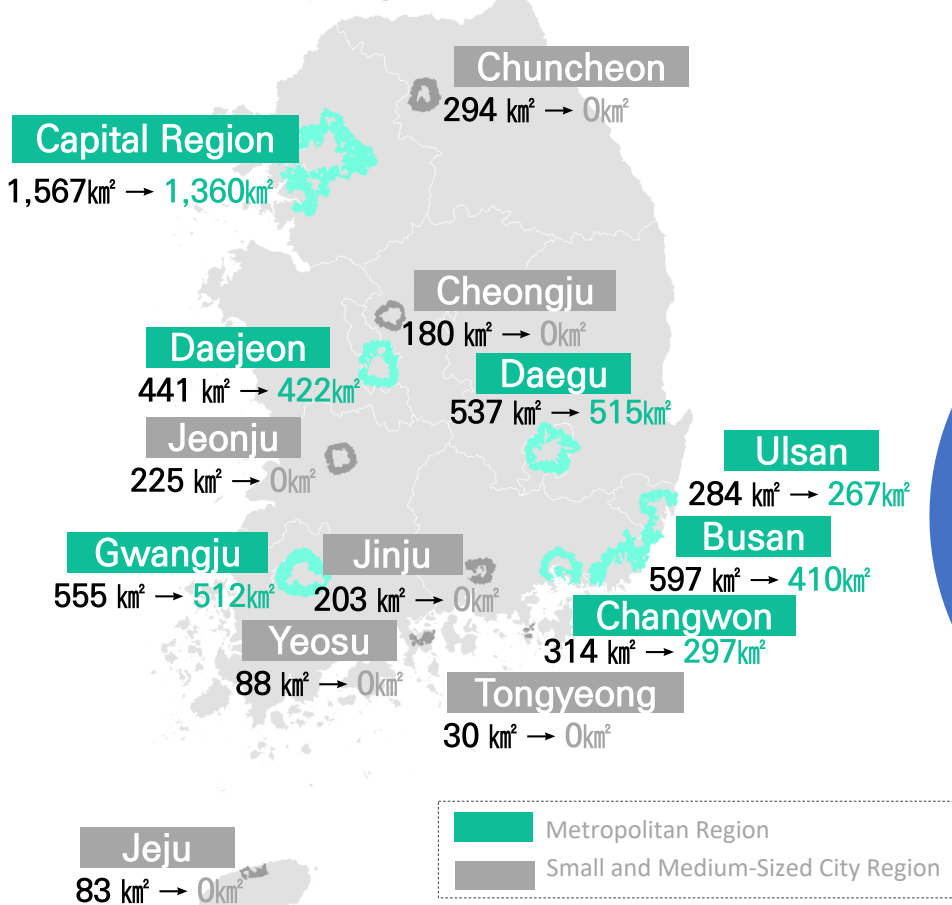 Chuncheon
294 ㎢ → 0㎢
Capital Region
1,567㎢ → 1,360㎢
Cheongju
180 ㎢ → 0㎢
Daejeon
441 ㎢ → 422㎢
Daegu
537 ㎢ → 515㎢
Jeonju
225 ㎢ → 0㎢
Ulsan
284 ㎢ → 267㎢
Busan
597 ㎢ → 410㎢
Gwangju
555 ㎢ → 512㎢
Jinju
203 ㎢ → 0㎢
Changwon
314 ㎢ → 297㎢
Yeosu
88 ㎢ → 0㎢
Tongyeong
30 ㎢ → 0㎢
Jeju
83 ㎢ → 0㎢
Metropolitan Region
Small and Medium-Sized City Region